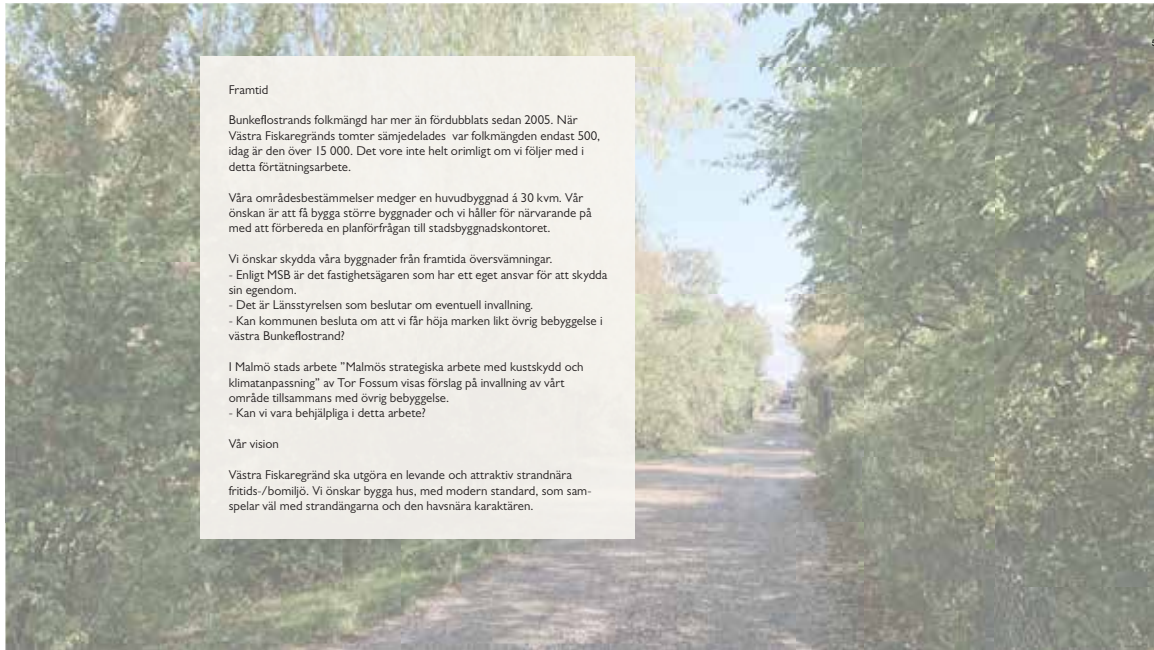 Framtid
Bunkeflostrands folkmängd har mer än fördubblats sedan 2005. När
Västra Fiskaregränds tomter sämjedelades var folkmängden endast 500,
idag är den över 15 000. Det vore inte helt orimligt om vi följer med i
detta förtätningsarbete.
Våra områdesbestämmelser medger en huvudbyggnad á 30 kvm. Vår
önskan är att få bygga större byggnader och vi håller för närvarande på
med att förbereda en planförfrågan till stadsbyggnadskontoret.
Vi önskar skydda våra byggnader från framtida översvämningar.
- Enligt MSB är det fastighetsägaren som har ett eget ansvar för att skydda
sin egendom.
- Det är Länsstyrelsen som beslutar om eventuell invallning.
- Kan kommunen besluta om att vi får höja marken likt övrig bebyggelse i
västra Bunkeflostrand?
I Malmö stads arbete ”Malmös strategiska arbete med kustskydd och
klimatanpassning” av Tor Fossum visas förslag på invallning av vårt
område tillsammans med övrig bebyggelse.
- Kan vi vara behjälpliga i detta arbete?
Vår vision
Västra Fiskaregränd ska utgöra en levande och attraktiv strandnära
fritids-/bomiljö. Vi önskar bygga hus, med modern standard, som sam-
spelar väl med strandängarna och den havsnära karaktären.